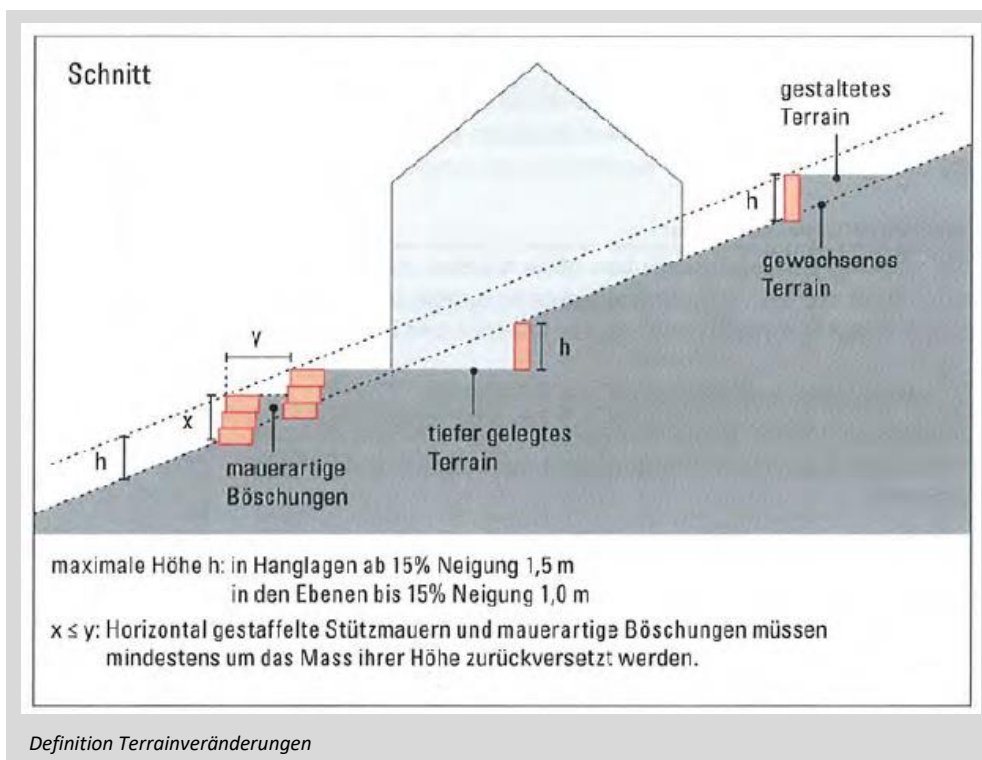 Schnitt
gestaltetes
Terrain
h
gewachsenes
Terrain
y
h
x
h
tiefer gelegtes
Terrain
mauerartige
Böschungen
maximale Höhe h: in Hanglagen ab 15% Neigung 1,5 m
in den Ebenen bis 15% Neigung 1,0 m
x ≤ y: Horizontal gestaffelte Stützmauern und mauerartige Böschungen müssen
mindestens um das Mass ihrer Höhe zurückversetzt werden.
Definition Terrainveränderungen